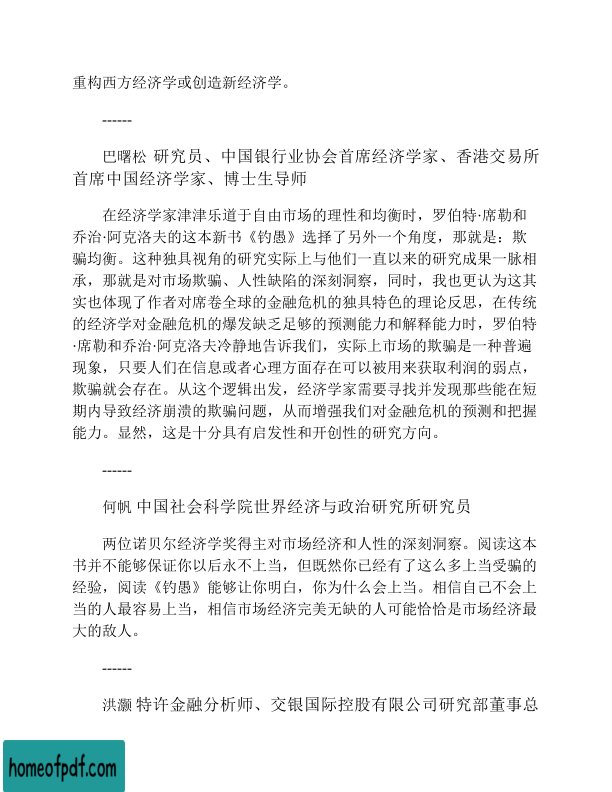 重构西方经济学或创造新经济学。
------
巴曙松 研究员、中国银行业协会首席经济学家、香港交易所
首席中国经济学家、博士生导师
在经济学家津津乐道于自由市场的理性和均衡时，罗伯特·席勒和
乔治·阿克洛夫的这本新书《钓愚》选择了另外一个角度，那就是：欺
骗均衡。这种独具视角的研究实际上与他们一直以来的研究成果一脉相
承，那就是对市场欺骗、人性缺陷的深刻洞察，同时，我也更认为这其
实也体现了作者对席卷全球的金融危机的独具特色的理论反思，在传统
的经济学对金融危机的爆发缺乏足够的预测能力和解释能力时，罗伯特
·席勒和乔治·阿克洛夫冷静地告诉我们，实际上市场的欺骗是一种普遍
现象，只要人们在信息或者心理方面存在可以被用来获取利润的弱点，
欺骗就会存在。从这个逻辑出发，经济学家需要寻找并发现那些能在短
期内导致经济崩溃的欺骗问题，从而增强我们对金融危机的预测和把握
能力。显然，这是十分具有启发性和开创性的研究方向。
------
何帆 中国社会科学院世界经济与政治研究所研究员
两位诺贝尔经济学奖得主对市场经济和人性的深刻洞察。阅读这本
书并不能够保证你以后永不上当，但既然你已经有了这么多上当受骗的
经验，阅读《钓愚》能够让你明白，你为什么会上当。相信自己不会上
当的人最容易上当，相信市场经济完美无缺的人可能恰恰是市场经济最
大的敌人。
------
洪灏 特许金融分析师、交银国际控股有限公司研究部董事总
homeofpdf.com